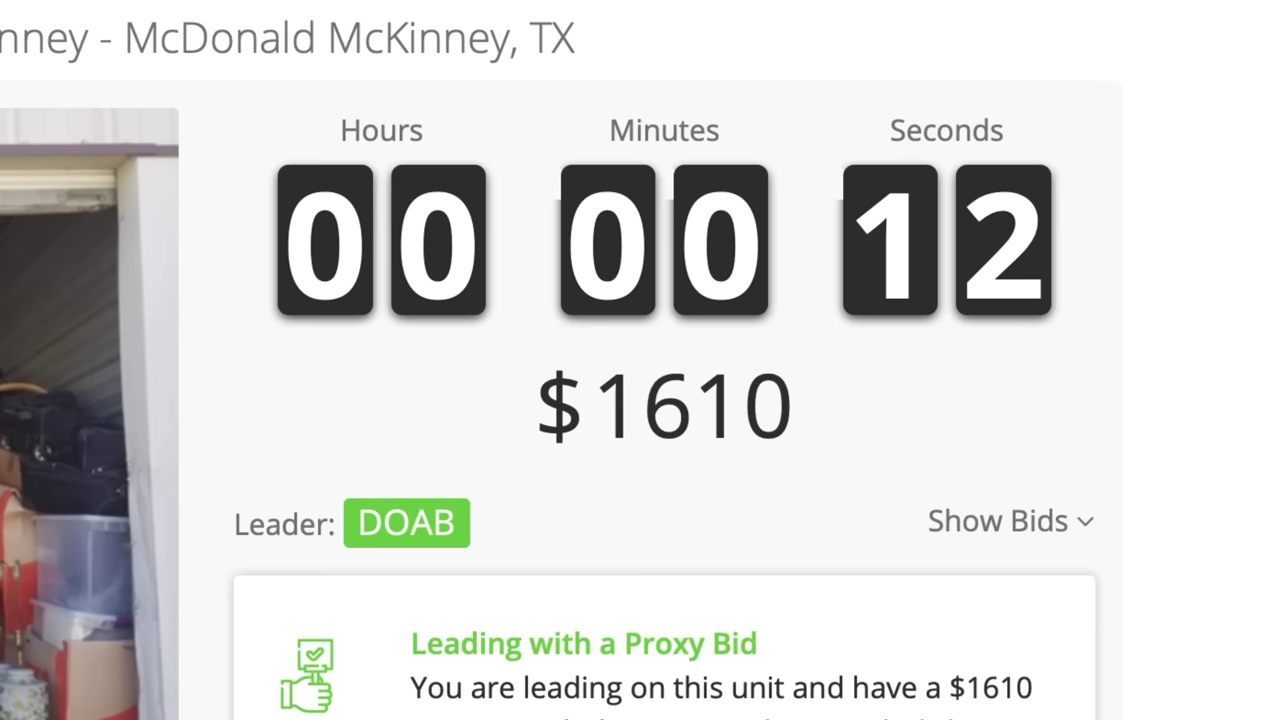 nney - McDonald McKinney, TX
Hours Minutes Seconds
00 00 12
$1610
Leader: DOAB Show Bids
Leading with a Proxy Bid
You are leading on this unit and have a $1610